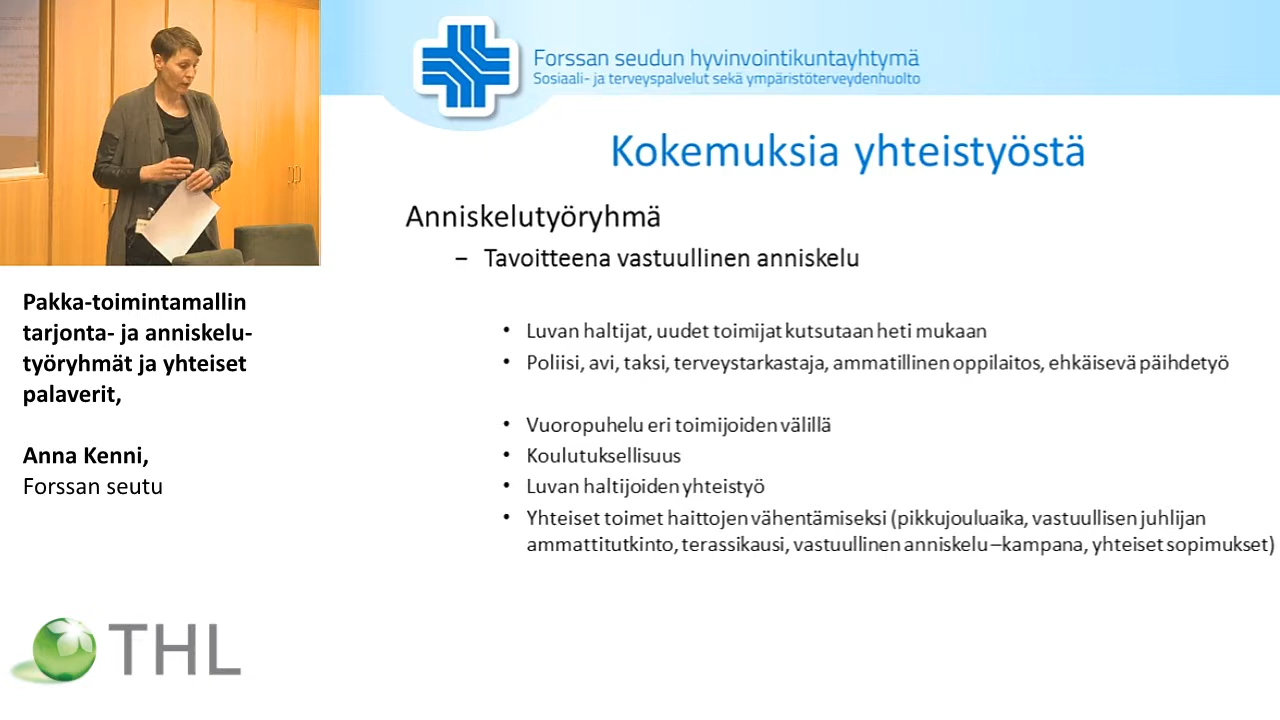 Forssan seudun hyvinvointikuntayhtymä
Sosiaali- ja terveyspalvelut sekä ympäristöterveydenhuolto
Kokemuksia yhteistyöstä
Anniskelutyöryhmä
– Tavoitteena vastuullinen anniskelu
• Luvan haltijat, uudet toimijat kutsutaan heti mukaan
• Poliisi, avi, taksi, terveystarkastaja, ammatillinen oppilaitos, ehkäisevä päihdetyö
• Vuoropuhelu eri toimijoiden välillä
• Koulutuksellisuus
• Luvan haltijoiden yhteistyö
• Yhteiset toimet haittojen vähentämiseksi (pikkujouluaika, vastuullisen juhlijan
ammattitutkinto, terassikausi, vastuullinen anniskelu –kampana, yhteiset sopimukset)
Pakka-toimintamallin
tarjonta- ja anniskelu-
työryhmät ja yhteiset
palaverit,
Anna Kenni,
Forssan seutu
THL